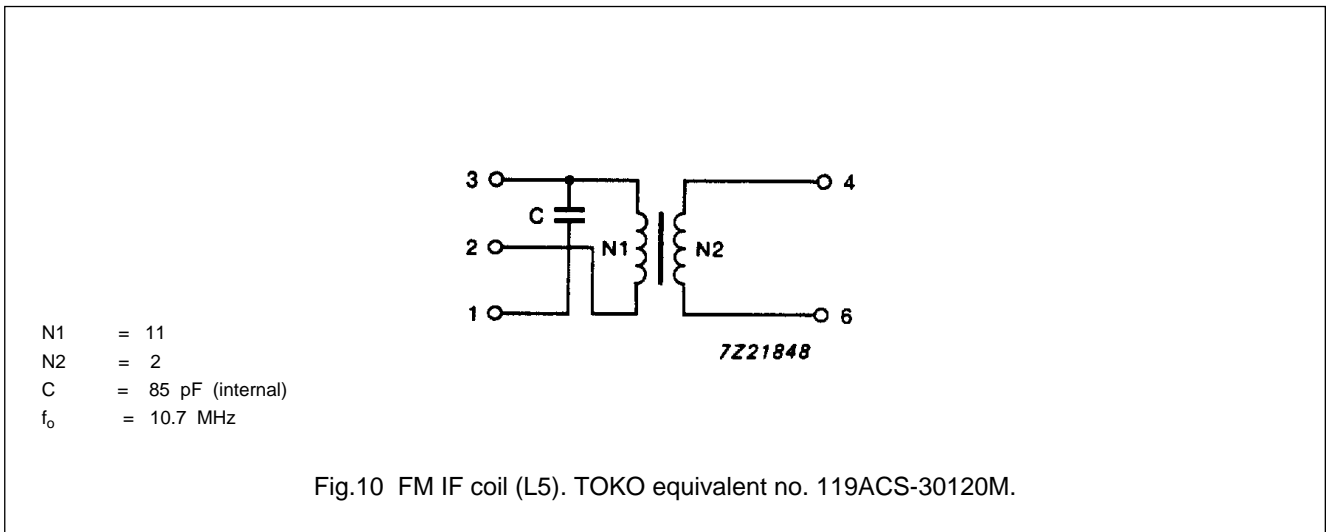 3
4
C
2
N1
N2
1
6
7Z21848
N1 = 11
N2 = 2
C = 85 pF (internal)
fo = 10.7 MHz
Fig.10 FM IF coil (L5). TOKO equivalent no. 119ACS-30120M.